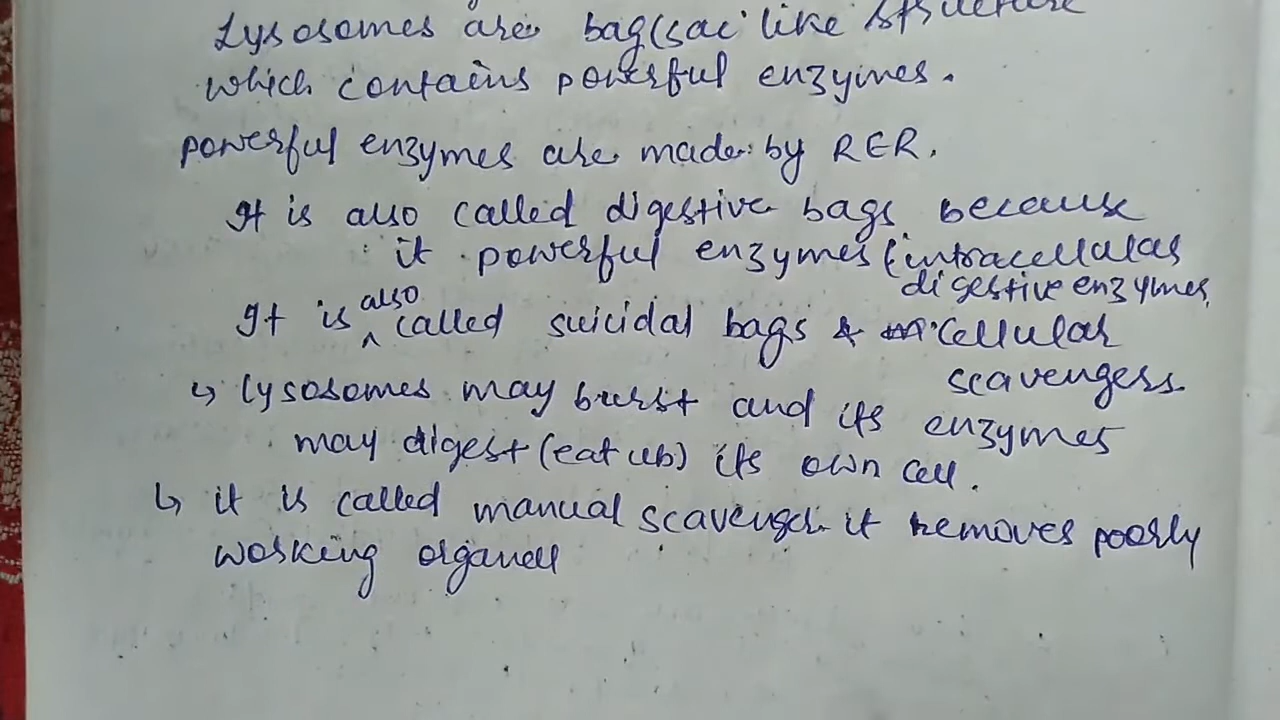 Lysosomes are bag(sac like structure
which contains powerful enzymes.
powerful enzymes are made by RER.
It is also called digestive bags because
it powerful enzymes (intracellular
digestive enzymes,
It is also called suicidal bags & cellular
scavengers
↳ lysosomes may burst and its enzymes
may digest (eat up) its own cell.
↳ it is called manual scavenger it removes poorly
working organell